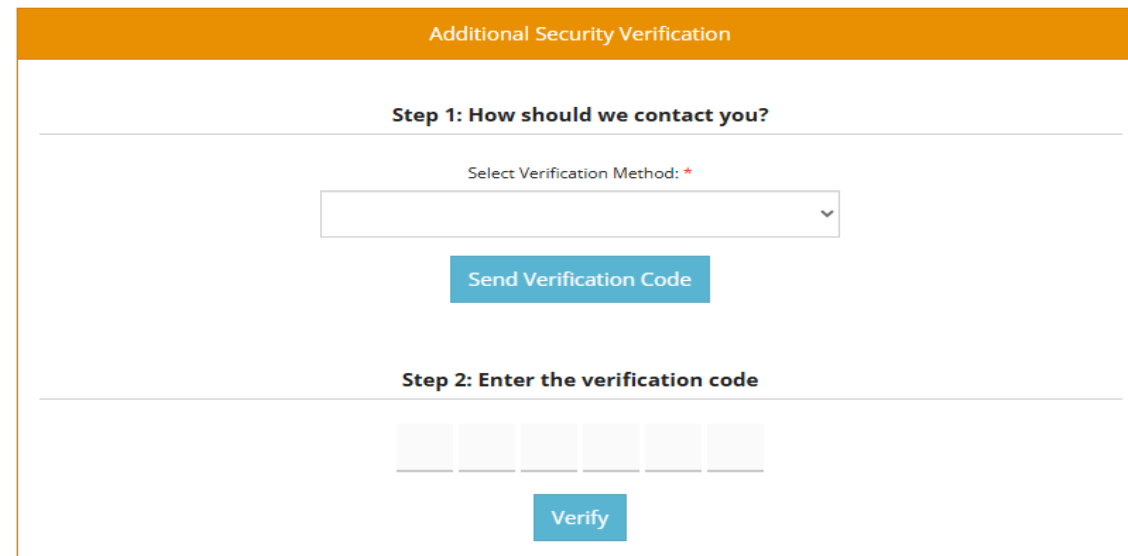 Additional Security Verification
Step 1: How should we contact you?
Select Verification Method: *
Send Verification Code
Step 2: Enter the verification code
Verify